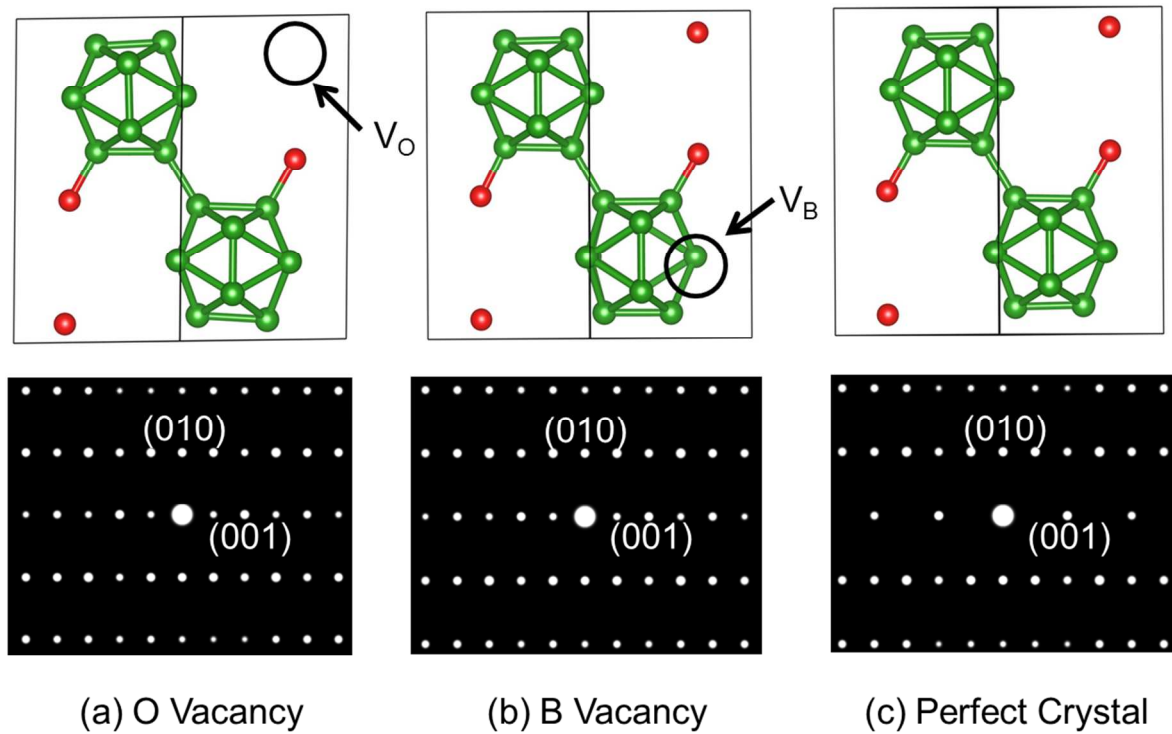 V_O
V_B
(010)
(001)
(010)
(001)
(010)
(001)
(a) O Vacancy
(b) B Vacancy
(c) Perfect Crystal